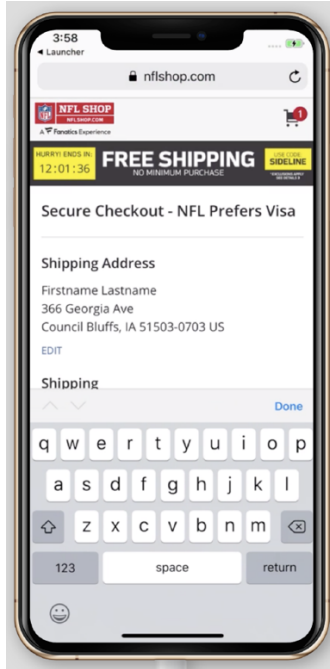 3:58
◀ Launcher
nflshop.com
NFL SHOP
NFLSHOP.COM
A Fanatics Experience
1
HURRY! ENDS IN:
12:01:36
FREE SHIPPING
NO MINIMUM PURCHASE
USE CODE:
SIDELINE
Secure Checkout - NFL Prefers Visa
Shipping Address
Firstname Lastname
366 Georgia Ave
Council Bluffs, IA 51503-0703 US
EDIT
Shipping
Done
q w e r t y u i o p
a s d f g h j k l
z x c v b n m
123 space return